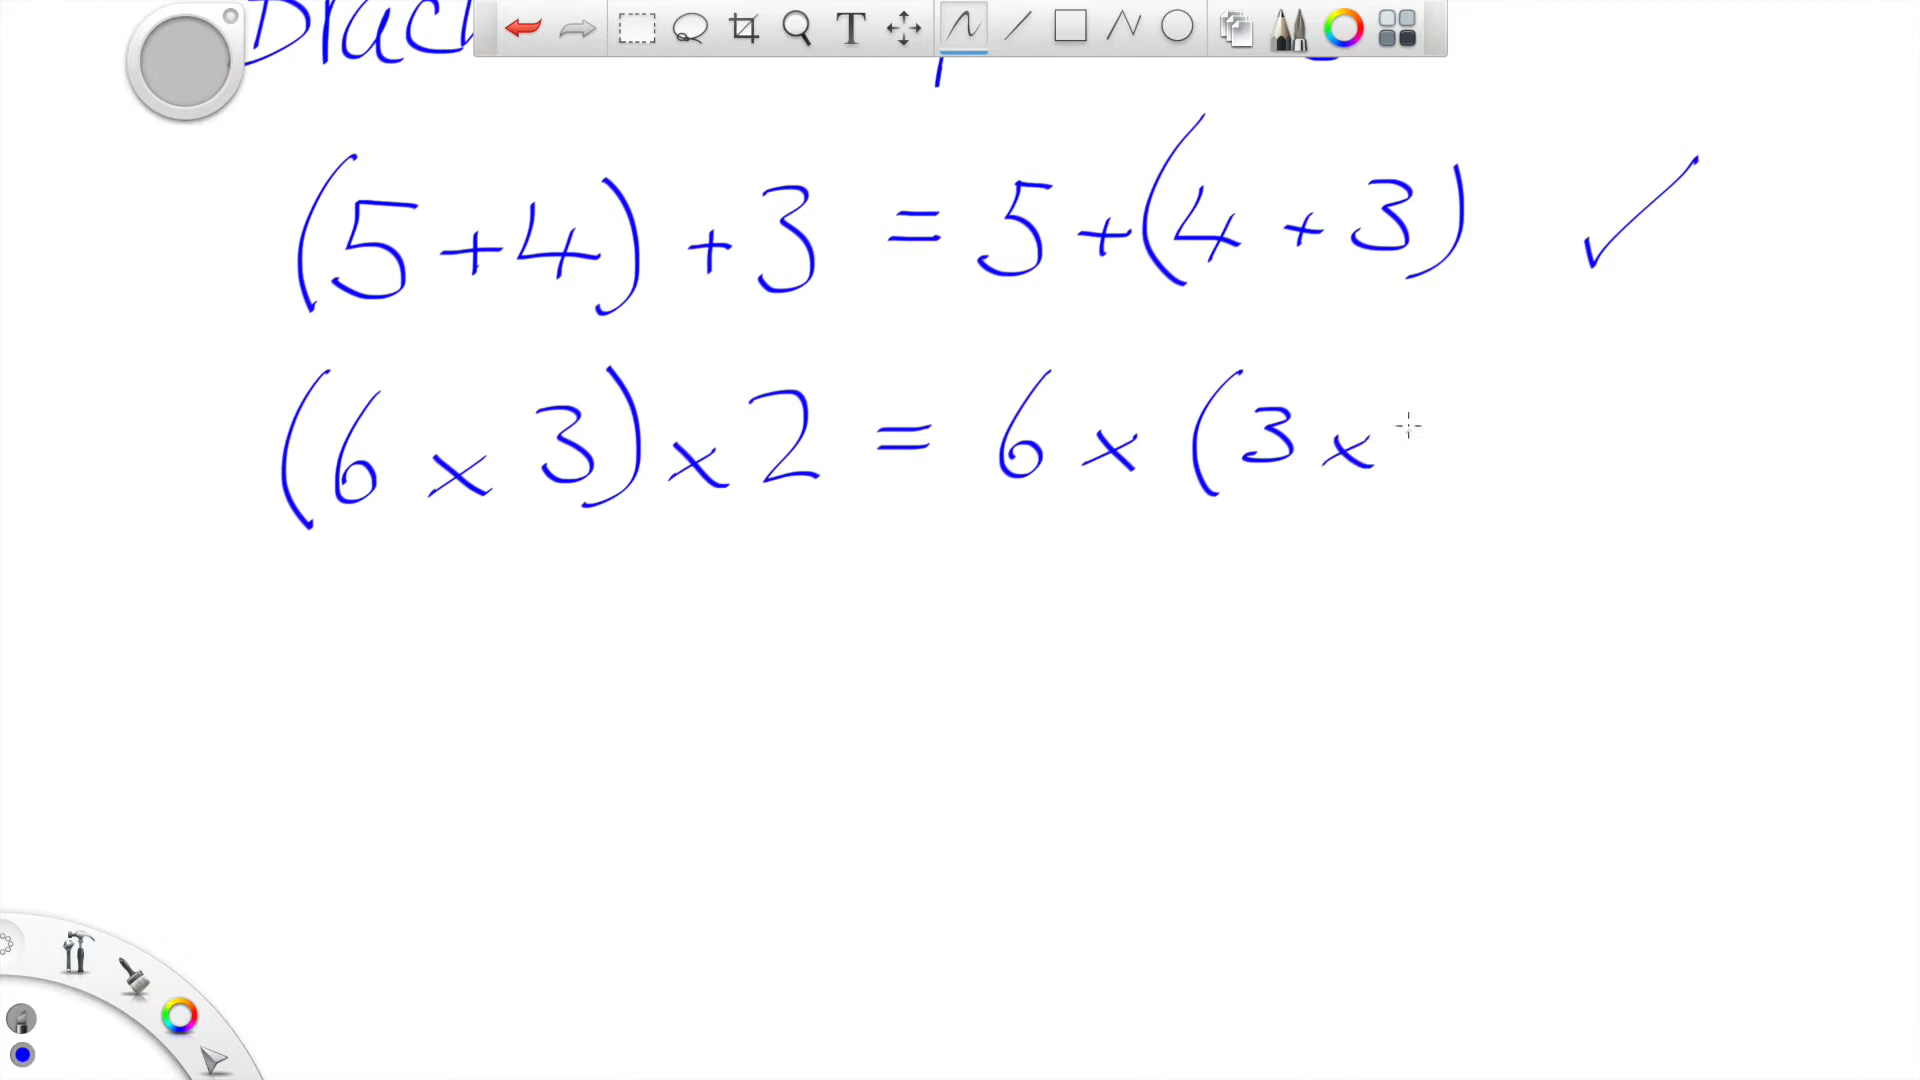 (5+4)+3 = 5+(4+3) ✓
(6 x 3) x 2 = 6 x (3 x